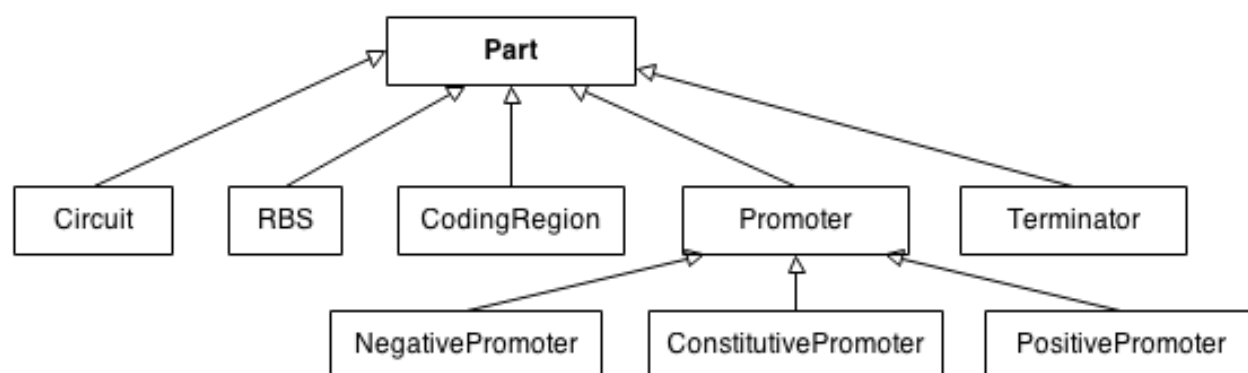 Part
Circuit
RBS
CodingRegion
Promoter
Terminator
NegativePromoter
ConstitutivePromoter
PositivePromoter